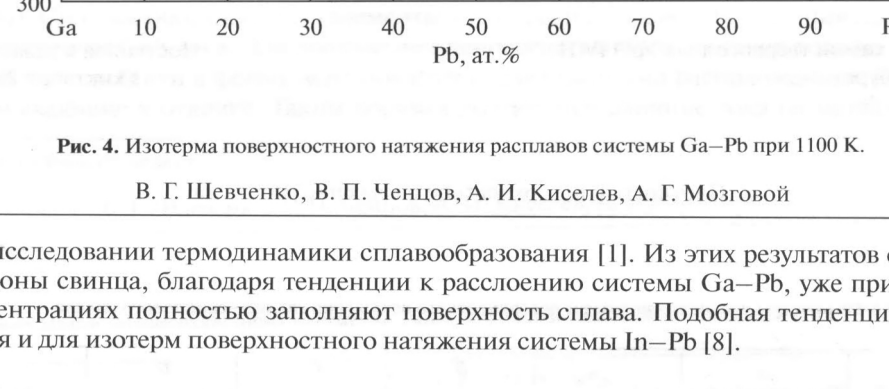 300
Ga 10 20 30 40 50 60 70 80 90
Pb, ат.%
Рис. 4. Изотерма поверхностного натяжения расплавов системы Ga—Pb при 1100 K.
В. Г. Шевченко, В. П. Ченцов, А. И. Киселев, А. Г. Мозговой
исследовании термодинамики сплавообразования [1]. Из этих результатов
оны свинца, благодаря тенденции к расслоению системы Ga—Pb, уже при
ентрациях полностью заполняют поверхность сплава. Подобная тенденци
я и для изотерм поверхностного натяжения системы In—Pb [8].